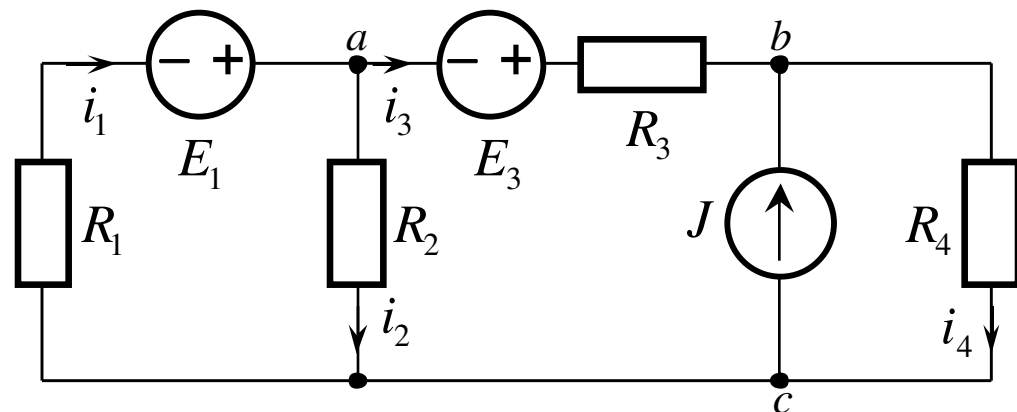 a
b
i₁
i₃
E₁
E₃
R₃
R₁
R₂
J
R₄
i₂
i₄
c